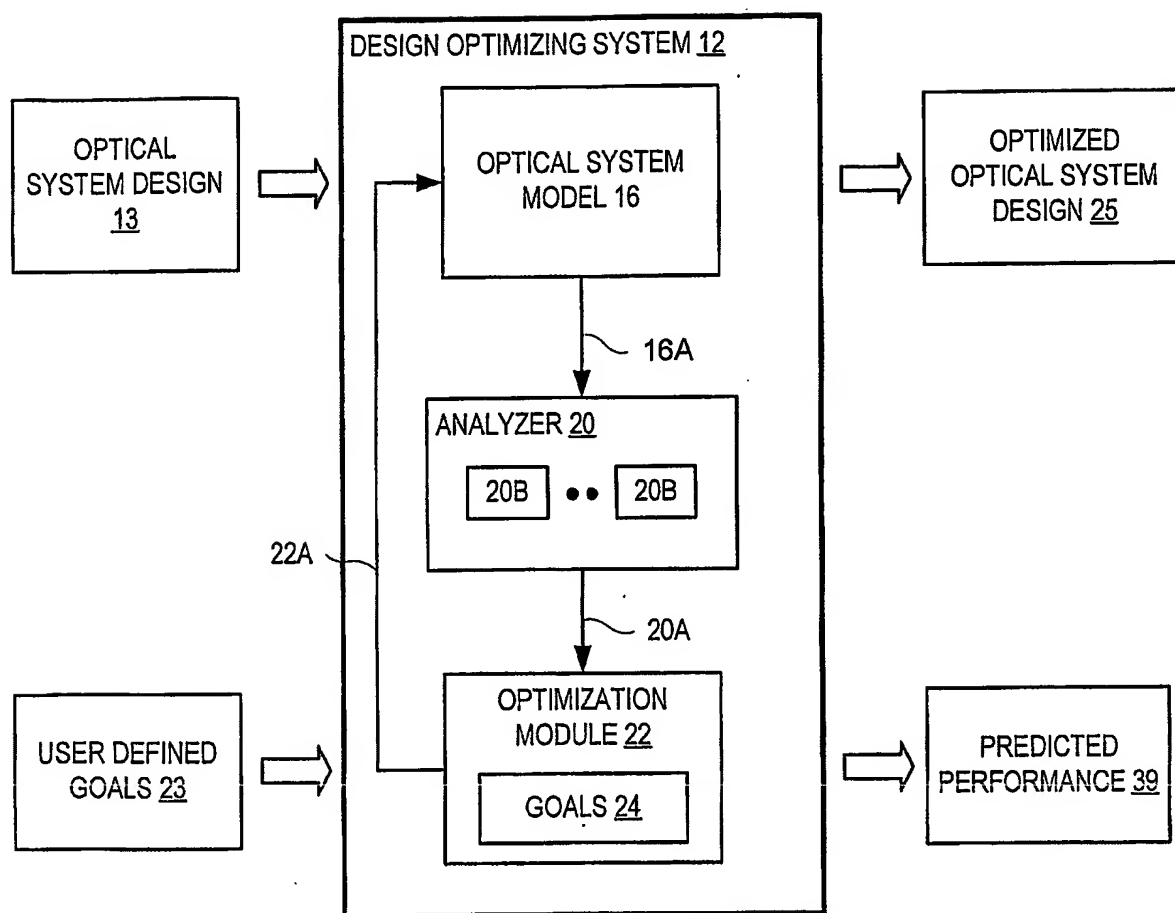 DESIGN OPTIMIZING SYSTEM 12
OPTICAL
SYSTEM DESIGN
13
OPTICAL SYSTEM
MODEL 16
OPTIMIZED
OPTICAL SYSTEM
DESIGN 25
16A
ANALYZER 20
20B
20B
22A
20A
USER DEFINED
GOALS 23
OPTIMIZATION
MODULE 22
GOALS 24
PREDICTED
PERFORMANCE 39